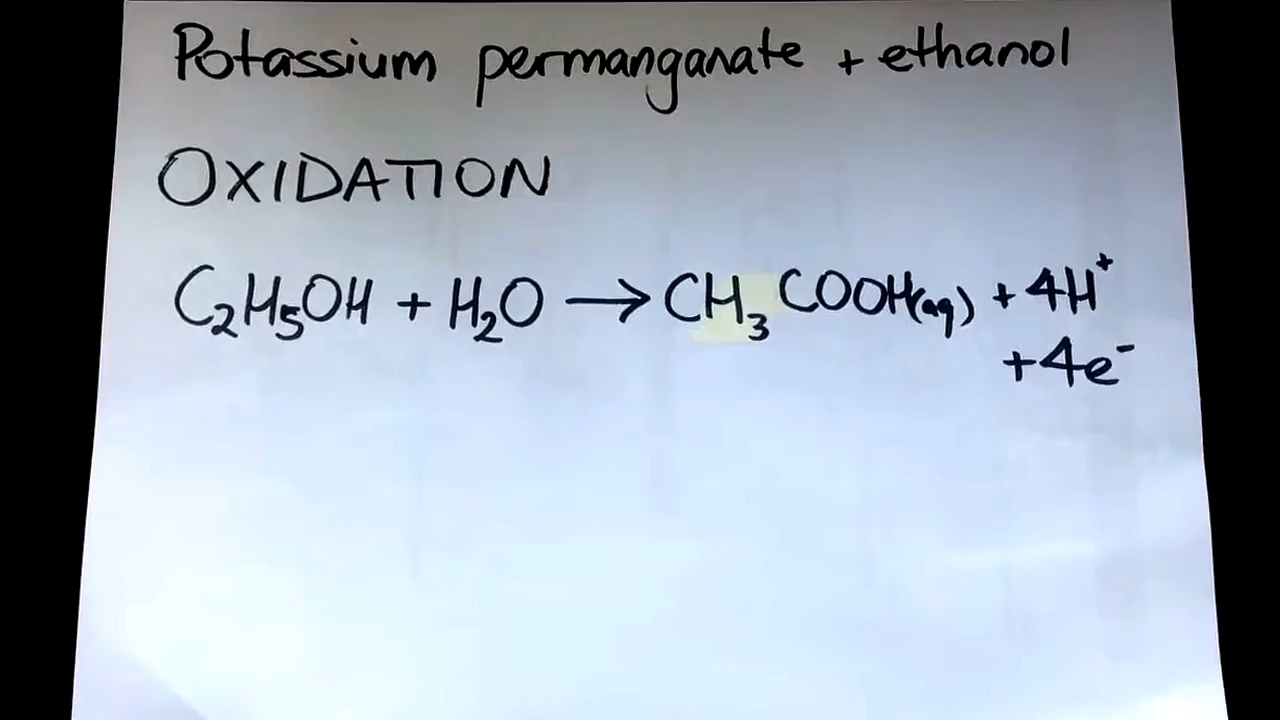 Potassium permanganate + ethanol
OXIDATION
C₂H₅OH + H₂O → CH₃COOH(aq) + 4H⁺
+4e⁻